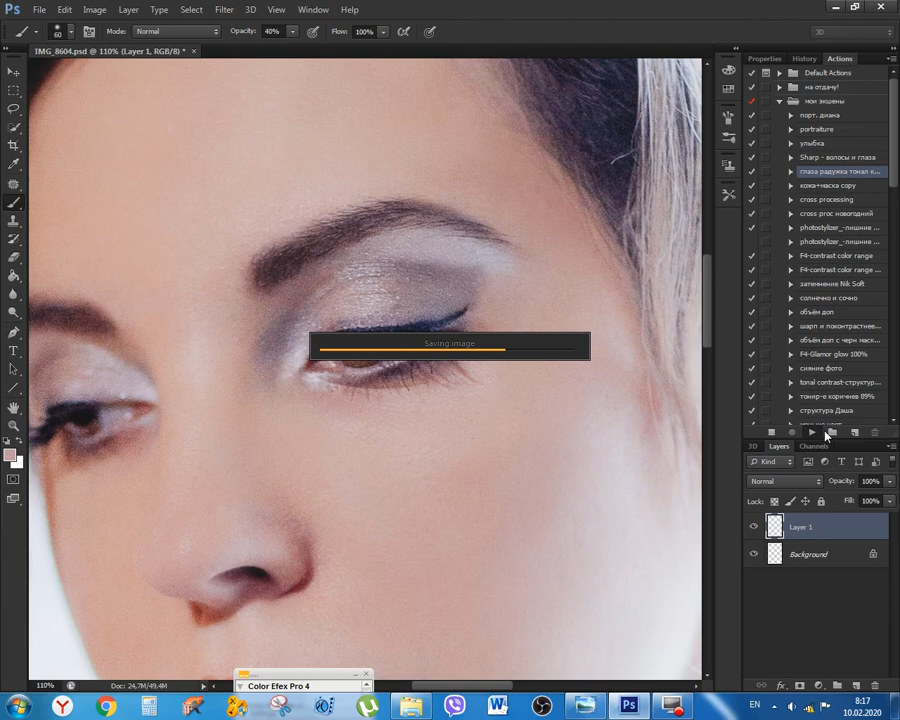 Ps File Edit Image Layer Type Select Filter 3D View Window Help
60 Mode: Normal Opacity: 40% Flow: 100% 3D
IMG_8604.psd @ 110% (Layer 1, RGB/8) * ×
Properties History Actions
Default Actions
на отдачу!
мои экшены
порт. диана
portraiture
улыбка
Sharp - волосы и глаза
глаза радужка тонал к...
кожа+маска copy
cross processing
cross proc новогодний
photostylizer_-лишние ...
photostylizer_-лишние ...
F4-contrast color range
F4-contrast color range ...
затемнение Nik Soft
солнечно и сочно
объём доп
шарп и поконтрастнее...
объём доп с черн маск...
F4-Glamor glow 100%
сияние фото
tonal contrast-структур...
тонир-е коричнев 89%
структура Даша
Saving image
3D Layers Channels
Kind
Normal Opacity: 100%
Lock: Fill: 100%
Layer 1
Background
fx
110% Doc: 24,7M/49,4M
Color Efex Pro 4
EN 8:17
10.02.2020